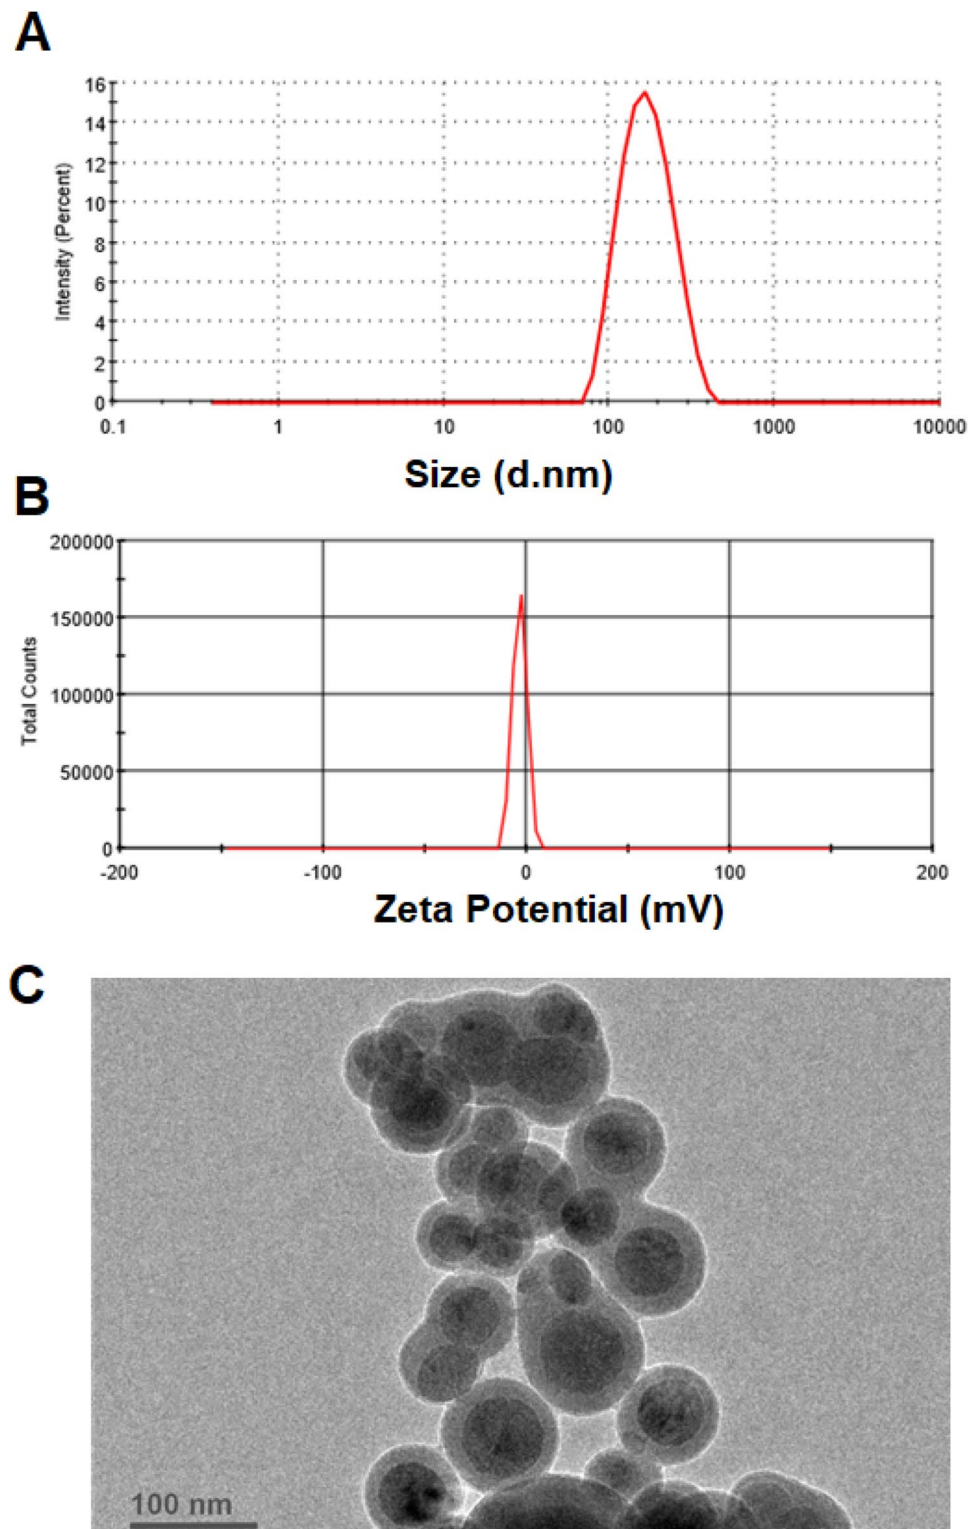 A
16
14
12
10
8
6
4
2
0
Intensity (Percent)
0.1 1 10 100 1000 10000
Size (d.nm)
B
200000
150000
100000
50000
0
Total Counts
-200 -100 0 100 200
Zeta Potential (mV)
C
100 nm